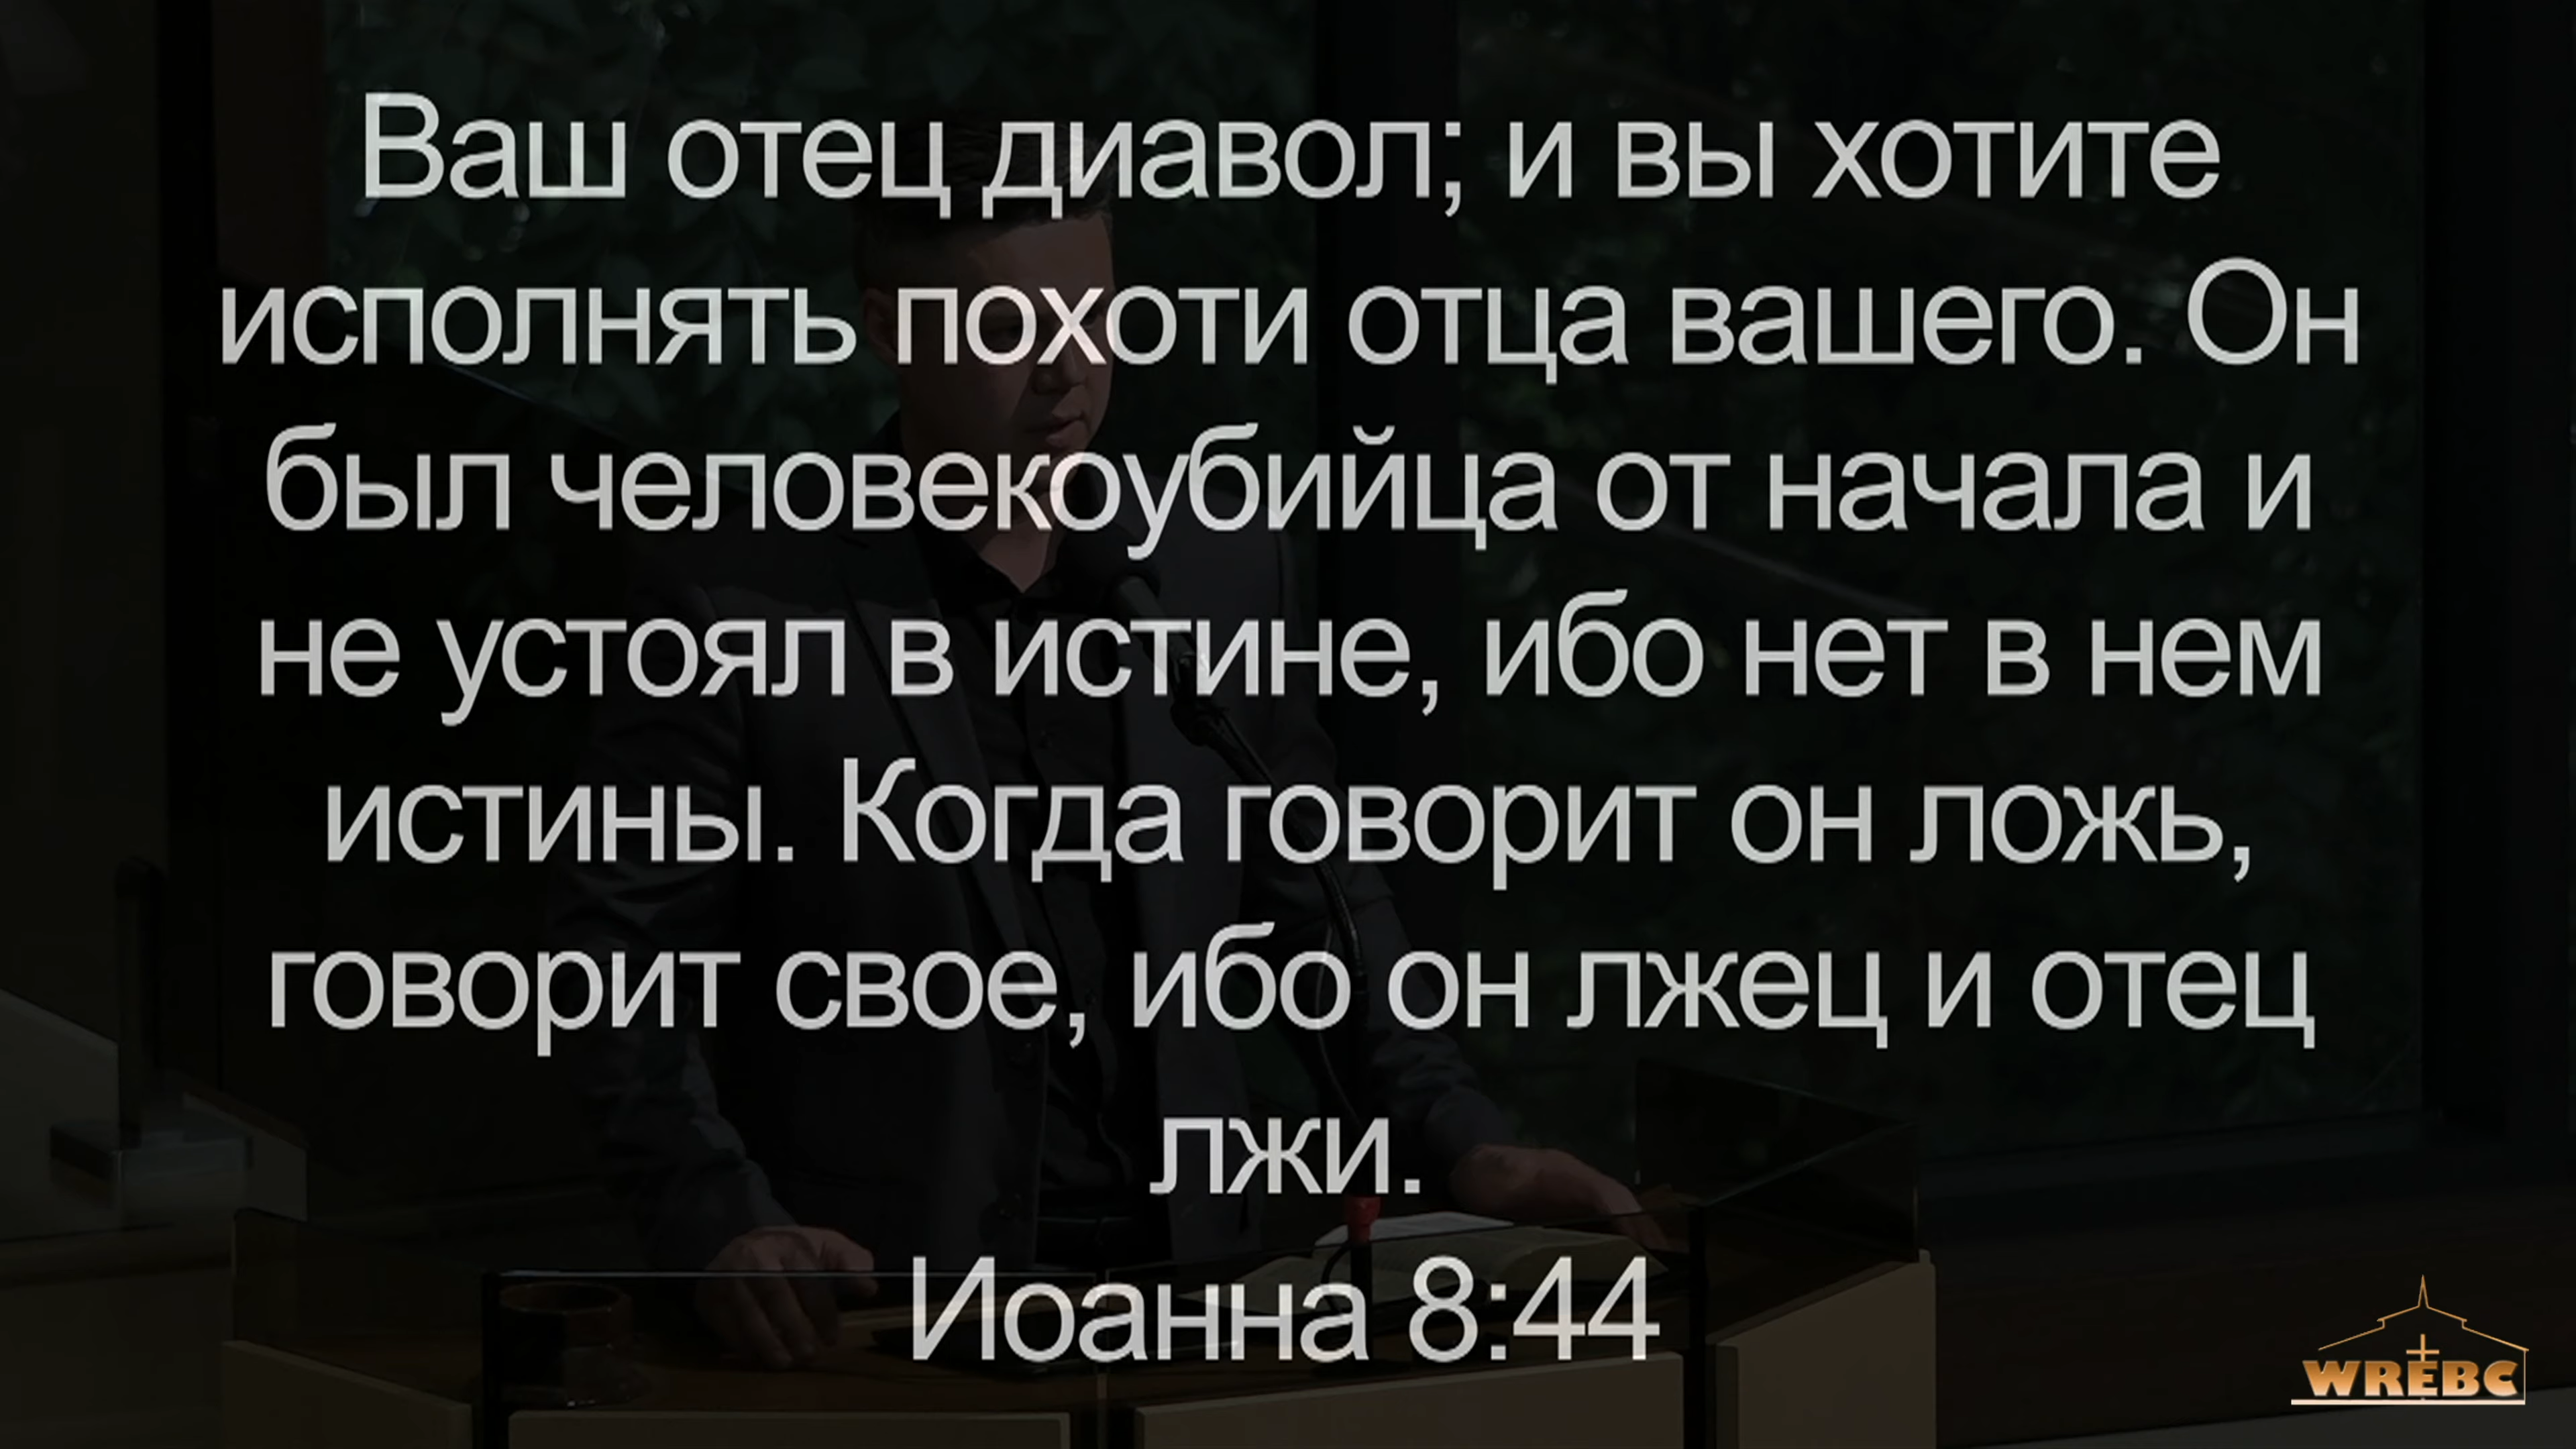 Ваш отец диавол; и вы хотите
исполнять похоти отца вашего. Он
был человекоубийца от начала и
не устоял в истине, ибо нет в нем
истины. Когда говорит он ложь,
говорит свое, ибо он лжец и отец
лжи.
Иоанна 8:44
WREBC